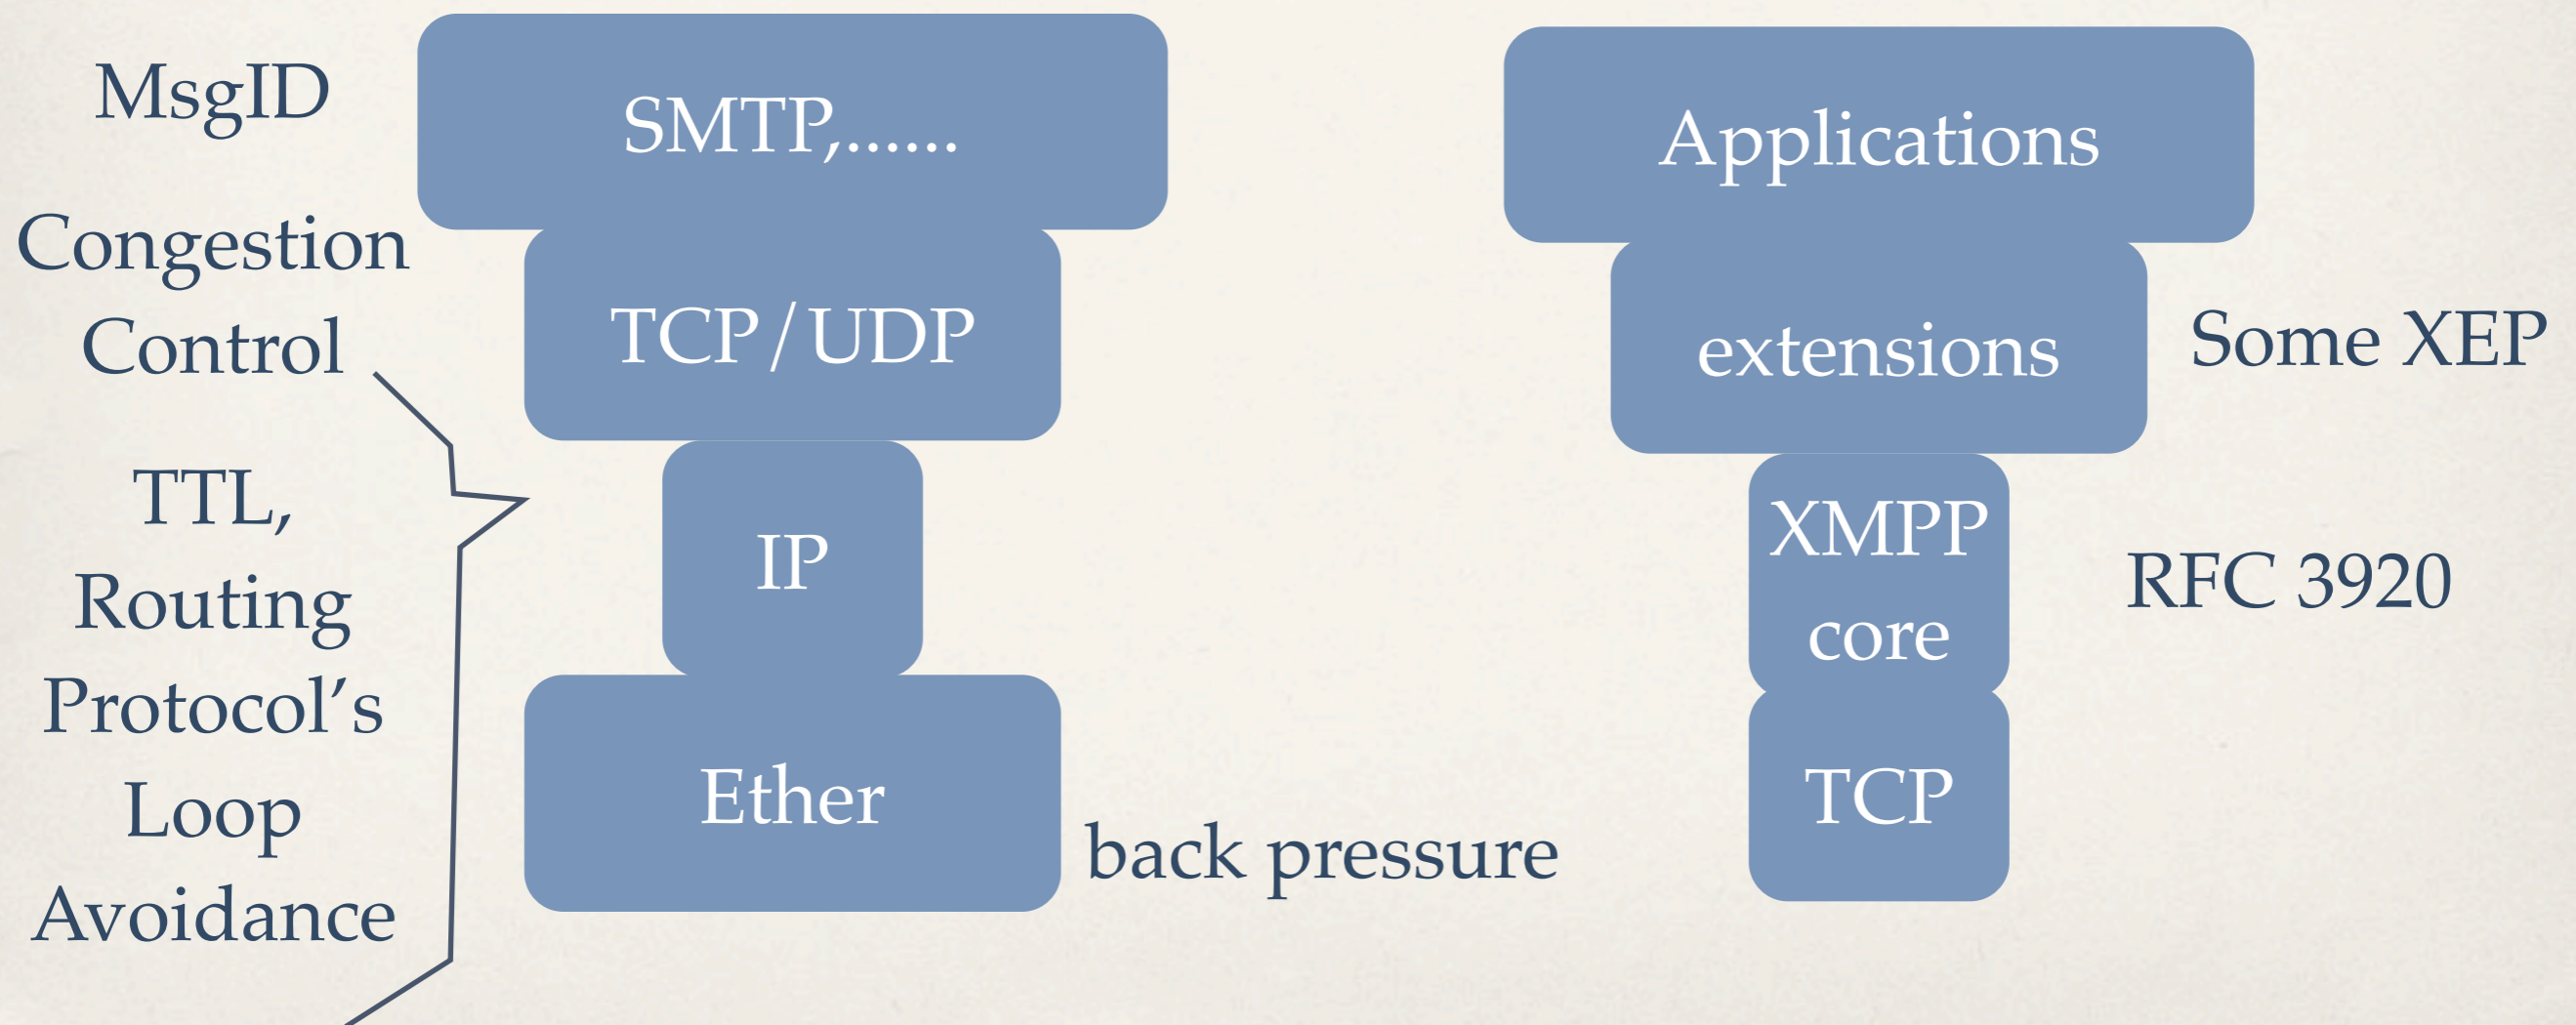 MsgID
SMTP,......
Congestion
Control
TCP/UDP
TTL,
Routing
Protocol’s
Loop
Avoidance
IP
Ether
back pressure
Applications
extensions
Some XEP
XMPP
core
RFC 3920
TCP